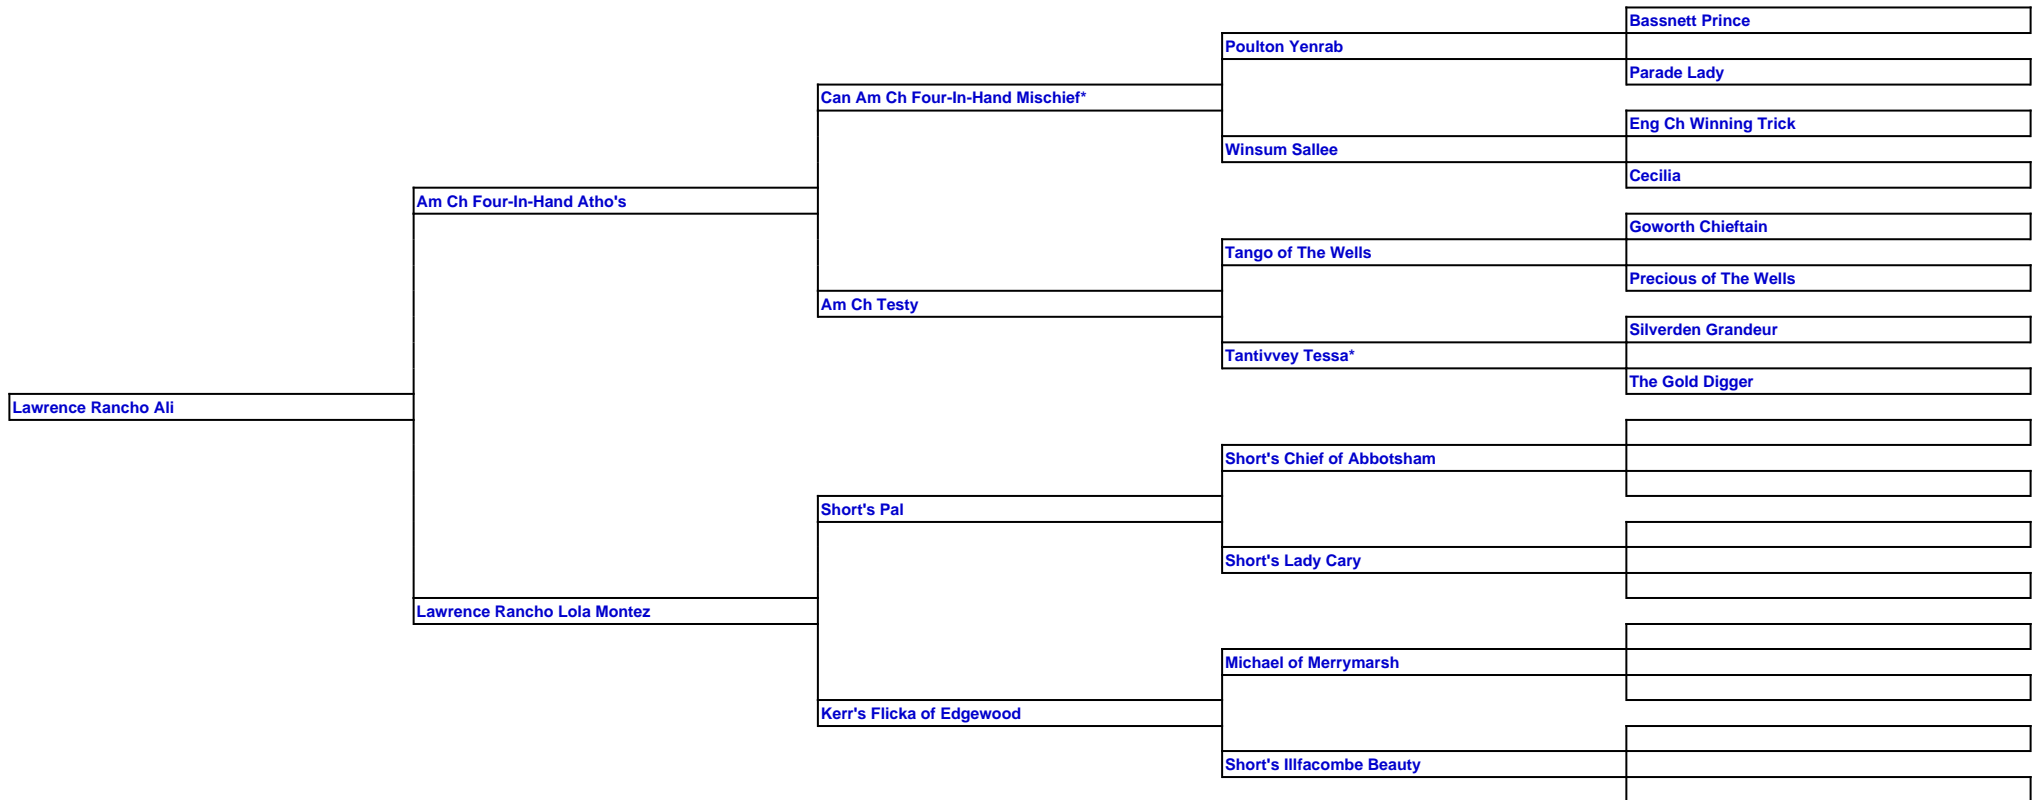 Bassnett Prince
Poulton Yenrab
Parade Lady
Can Am Ch Four-In-Hand Mischief*
Eng Ch Winning Trick
Winsum Sallee
Cecilia
Am Ch Four-In-Hand Atho's
Goworth Chieftain
Tango of The Wells
Precious of The Wells
Am Ch Testy
Silverden Grandeur
Tantivvey Tessa*
The Gold Digger
Lawrence Rancho Ali
Short's Chief of Abbotsham
Short's Pal
Short's Lady Cary
Lawrence Rancho Lola Montez
Michael of Merrymarsh
Kerr's Flicka of Edgewood
Short's Illfacombe Beauty